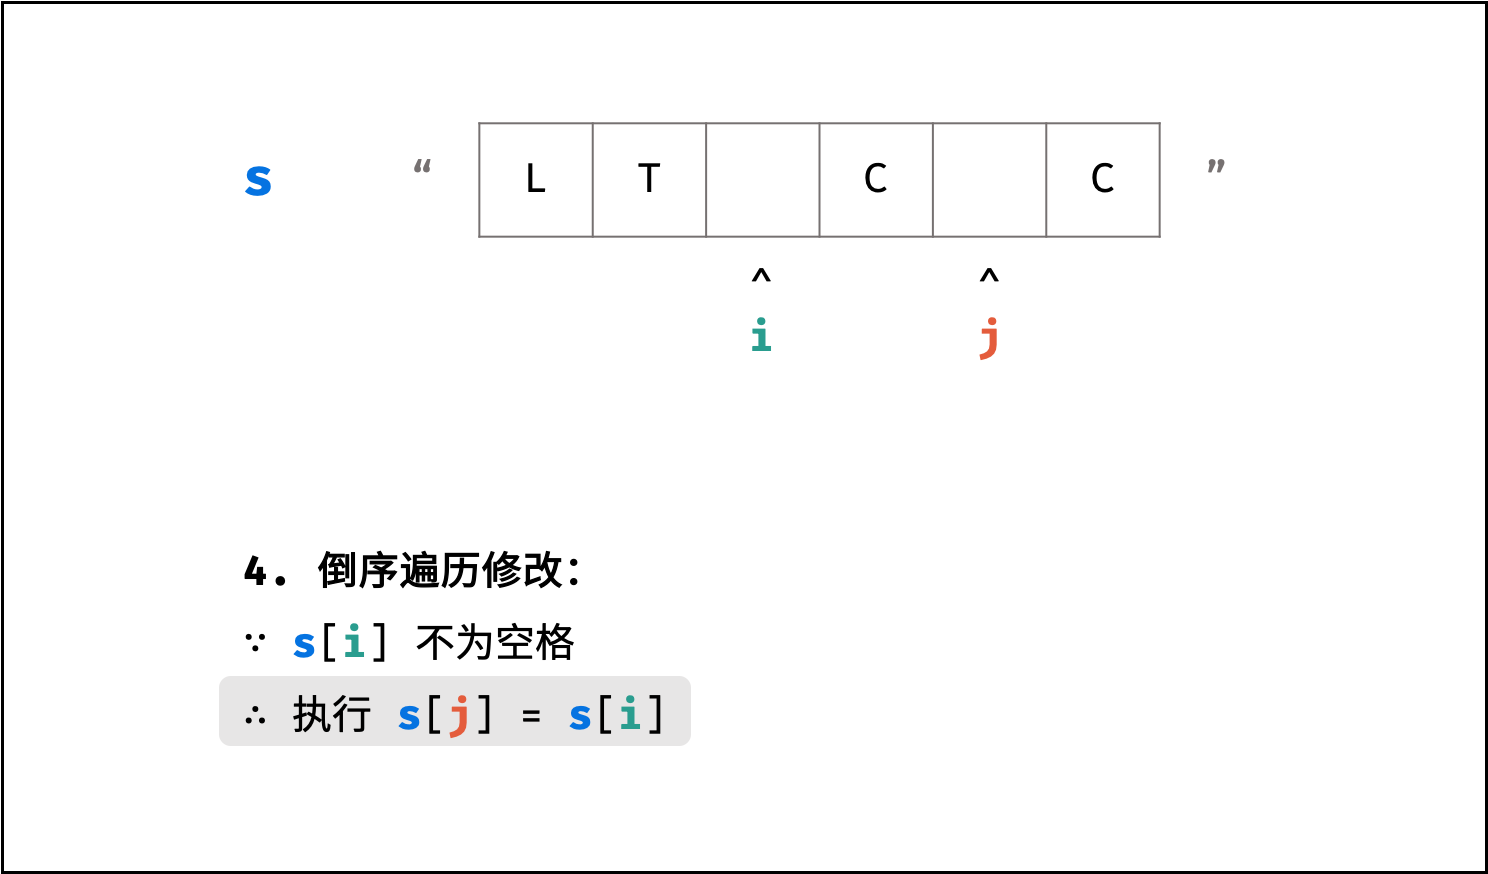 s “ L T C C ”
^ ^
i j
4. 倒序遍历修改：
∵ s[i] 不为空格
∴ 执行 s[j] = s[i]